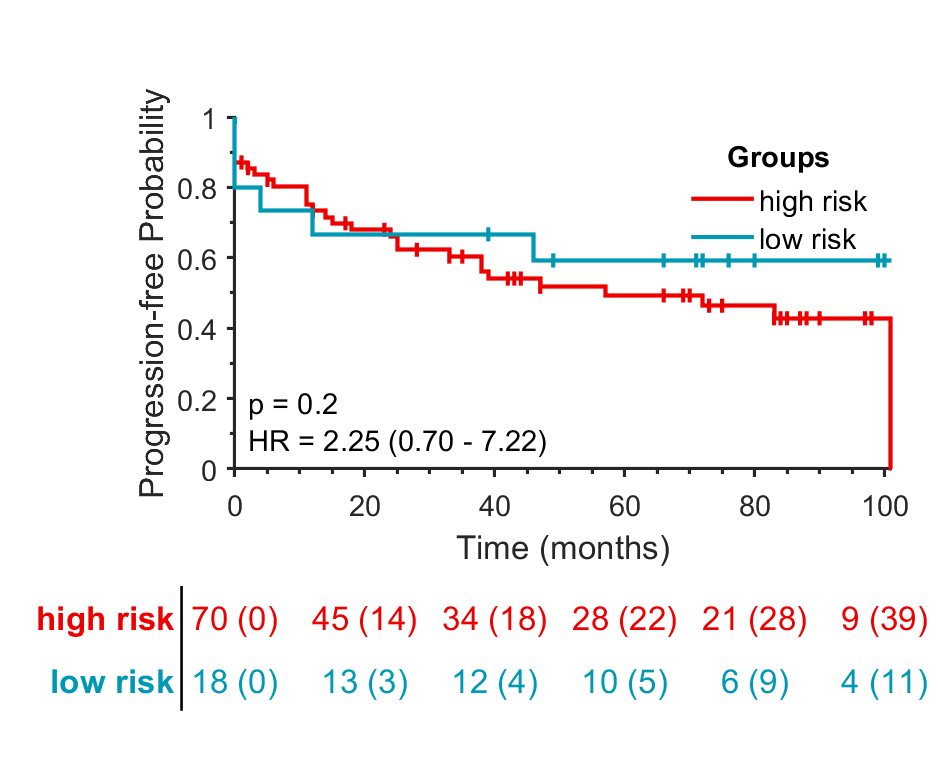 Progression-free Probability
1
0.8
0.6
0.4
0.2
0
Groups
high risk
low risk
p = 0.2
HR = 2.25 (0.70 - 7.22)
0 20 40 60 80 100
Time (months)
high risk 70 (0) 45 (14) 34 (18) 28 (22) 21 (28) 9 (39)
low risk 18 (0) 13 (3) 12 (4) 10 (5) 6 (9) 4 (11)